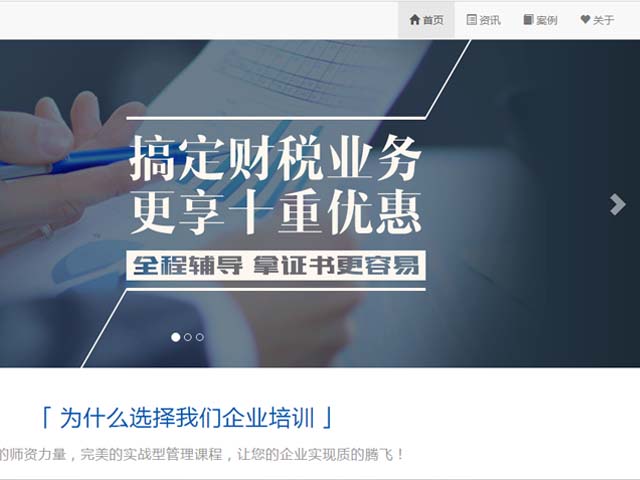 首页 资讯 案例 关于
搞定财税业务
更享十重优惠
全程辅导 拿证书更容易
「 为什么选择我们企业培训 」
的师资力量，完美的实战型管理课程，让您的企业实现质的腾飞！